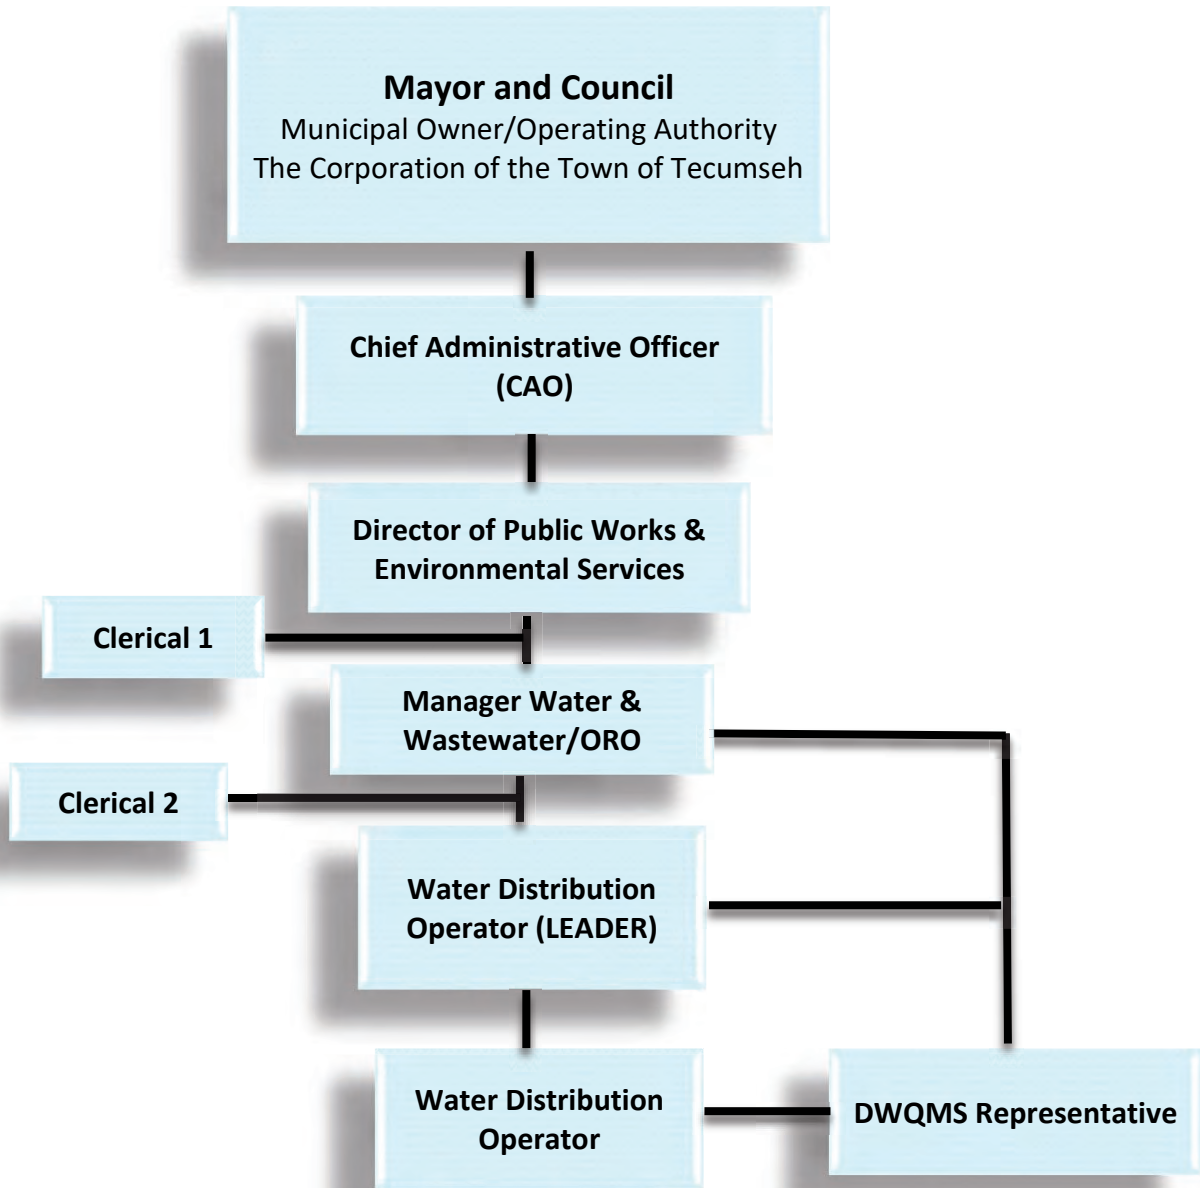 Mayor and Council
Municipal Owner/Operating Authority
The Corporation of the Town of Tecumseh
Chief Administrative Officer
(CAO)
Director of Public Works &
Environmental Services
Clerical 1
Manager Water &
Wastewater/ORO
Clerical 2
Water Distribution
Operator (LEADER)
Water Distribution
Operator
DWQMS Representative